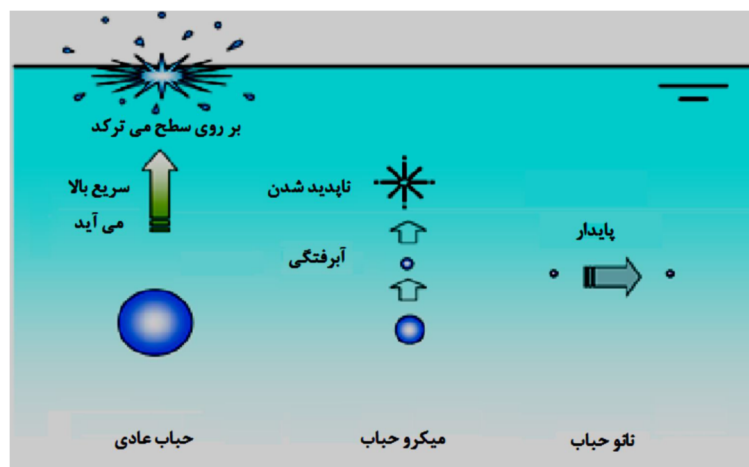 بر روی سطح می ترکد
سریع بالا
می آید
حباب عادی
ناپدید شدن
آبرفتگی
میکرو حباب
پایدار
نانو حباب